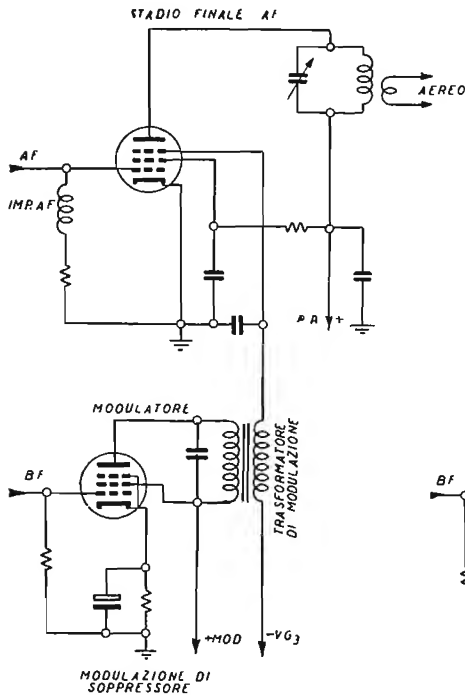 STADIO FINALE AF
AEREO
AF
IMP.AF
PA +
MODULATORE
TRASFORMATORE
DI MODULAZIONE
BF
BF
+MOD
-VG3
MODULAZIONE DI
SOPPRESSORE